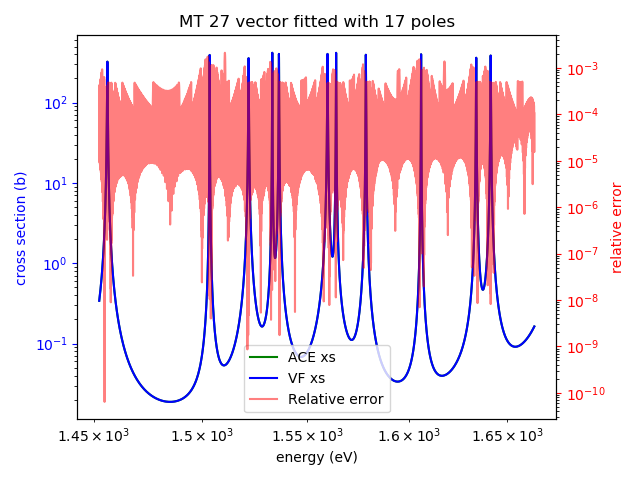 MT 27 vector fitted with 17 poles
10²
10¹
10⁰
10⁻¹
cross section (b)
10⁻³
10⁻⁴
10⁻⁵
10⁻⁶
10⁻⁷
10⁻⁸
10⁻⁹
10⁻¹⁰
relative error
ACE xs
VF xs
Relative error
1.45 × 10³ 1.5 × 10³ 1.55 × 10³ 1.6 × 10³ 1.65 × 10³
energy (eV)